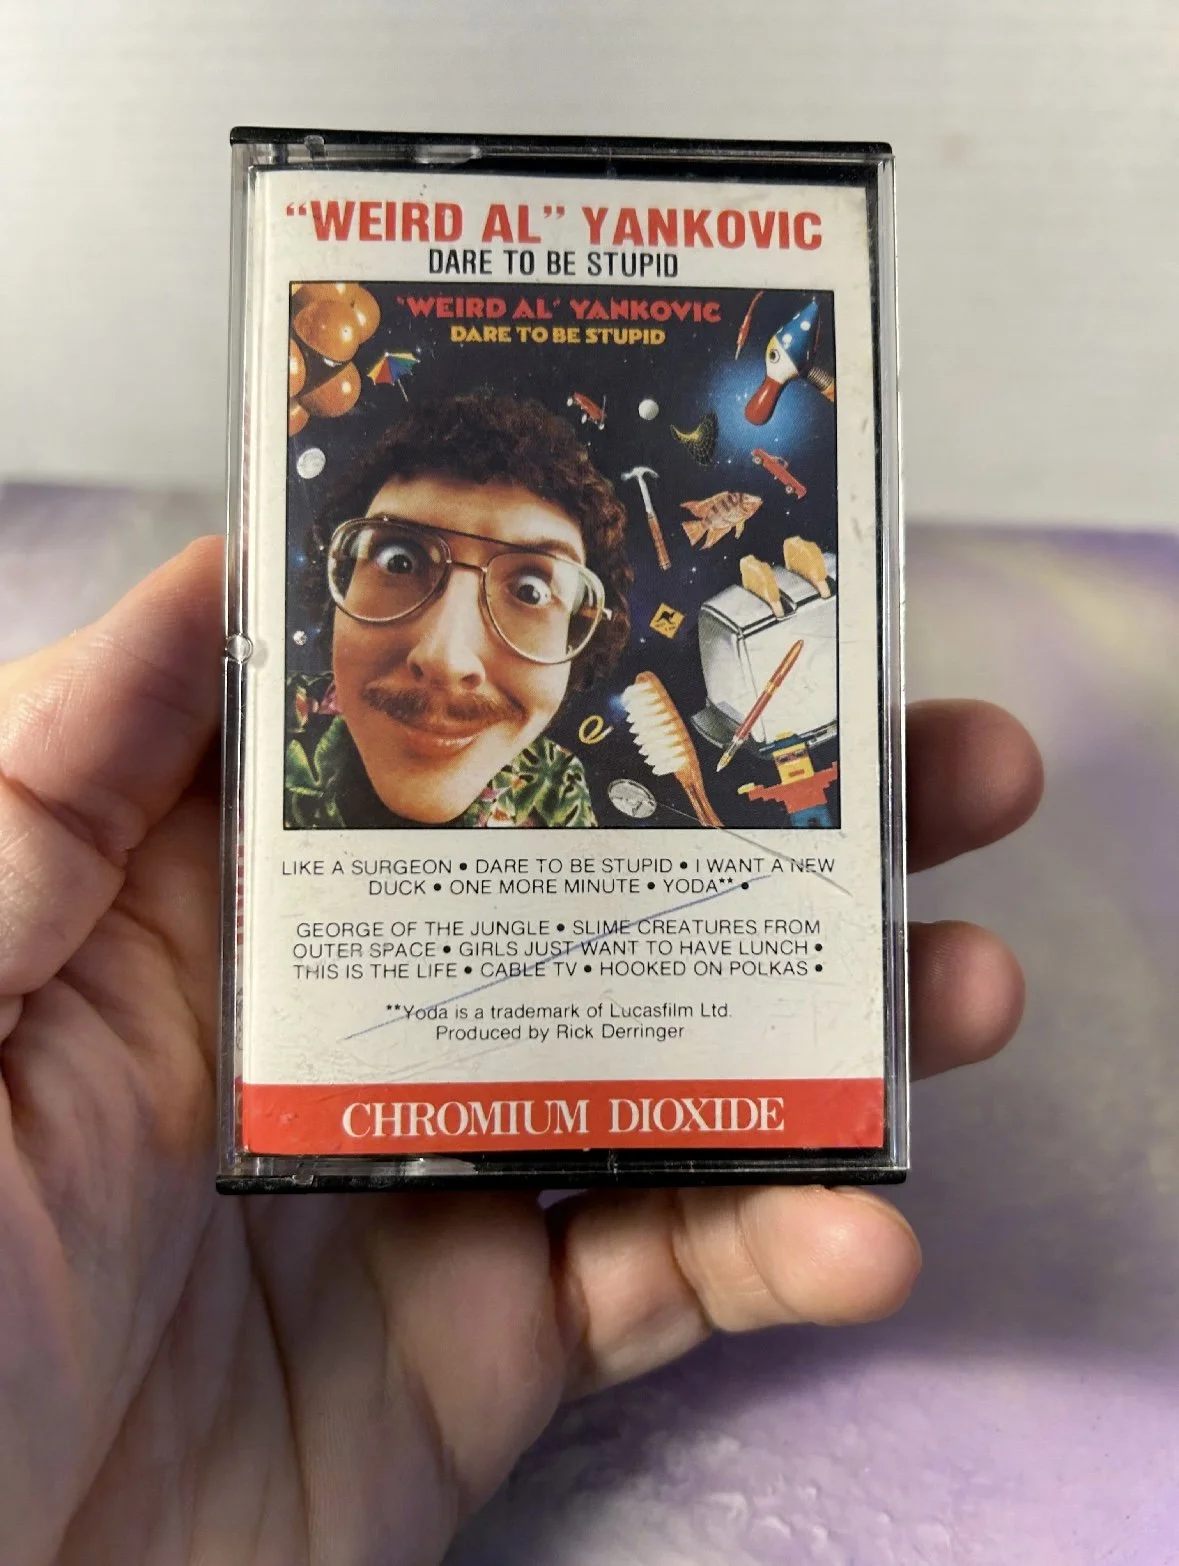 “WEIRD AL” YANKOVIC
DARE TO BE STUPID
'WEIRD AL' YANKOVIC
DARE TO BE STUPID
LIKE A SURGEON • DARE TO BE STUPID • I WANT A NEW
DUCK • ONE MORE MINUTE • YODA** •
GEORGE OF THE JUNGLE • SLIME CREATURES FROM
OUTER SPACE • GIRLS JUST WANT TO HAVE LUNCH •
THIS IS THE LIFE • CABLE TV • HOOKED ON POLKAS •
**Yoda is a trademark of Lucasfilm Ltd.
Produced by Rick Derringer
CHROMIUM DIOXIDE